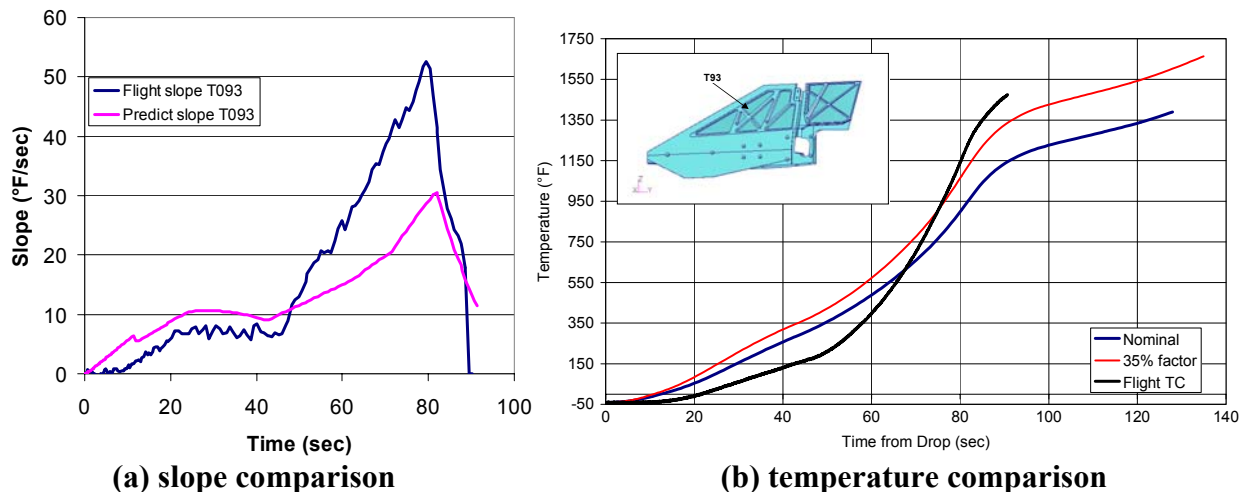 60
50
40
30
20
10
0
Slope (°F/sec)
Flight slope T093
Predict slope T093
0 20 40 60 80 100
Time (sec)
(a) slope comparison
1750
1550
1350
1150
950
750
550
350
150
-50
Temperature (°F)
T93
Z
X Y
Nominal
35% factor
Flight TC
0 20 40 60 80 100 120 140
Time from Drop (sec)
(b) temperature comparison